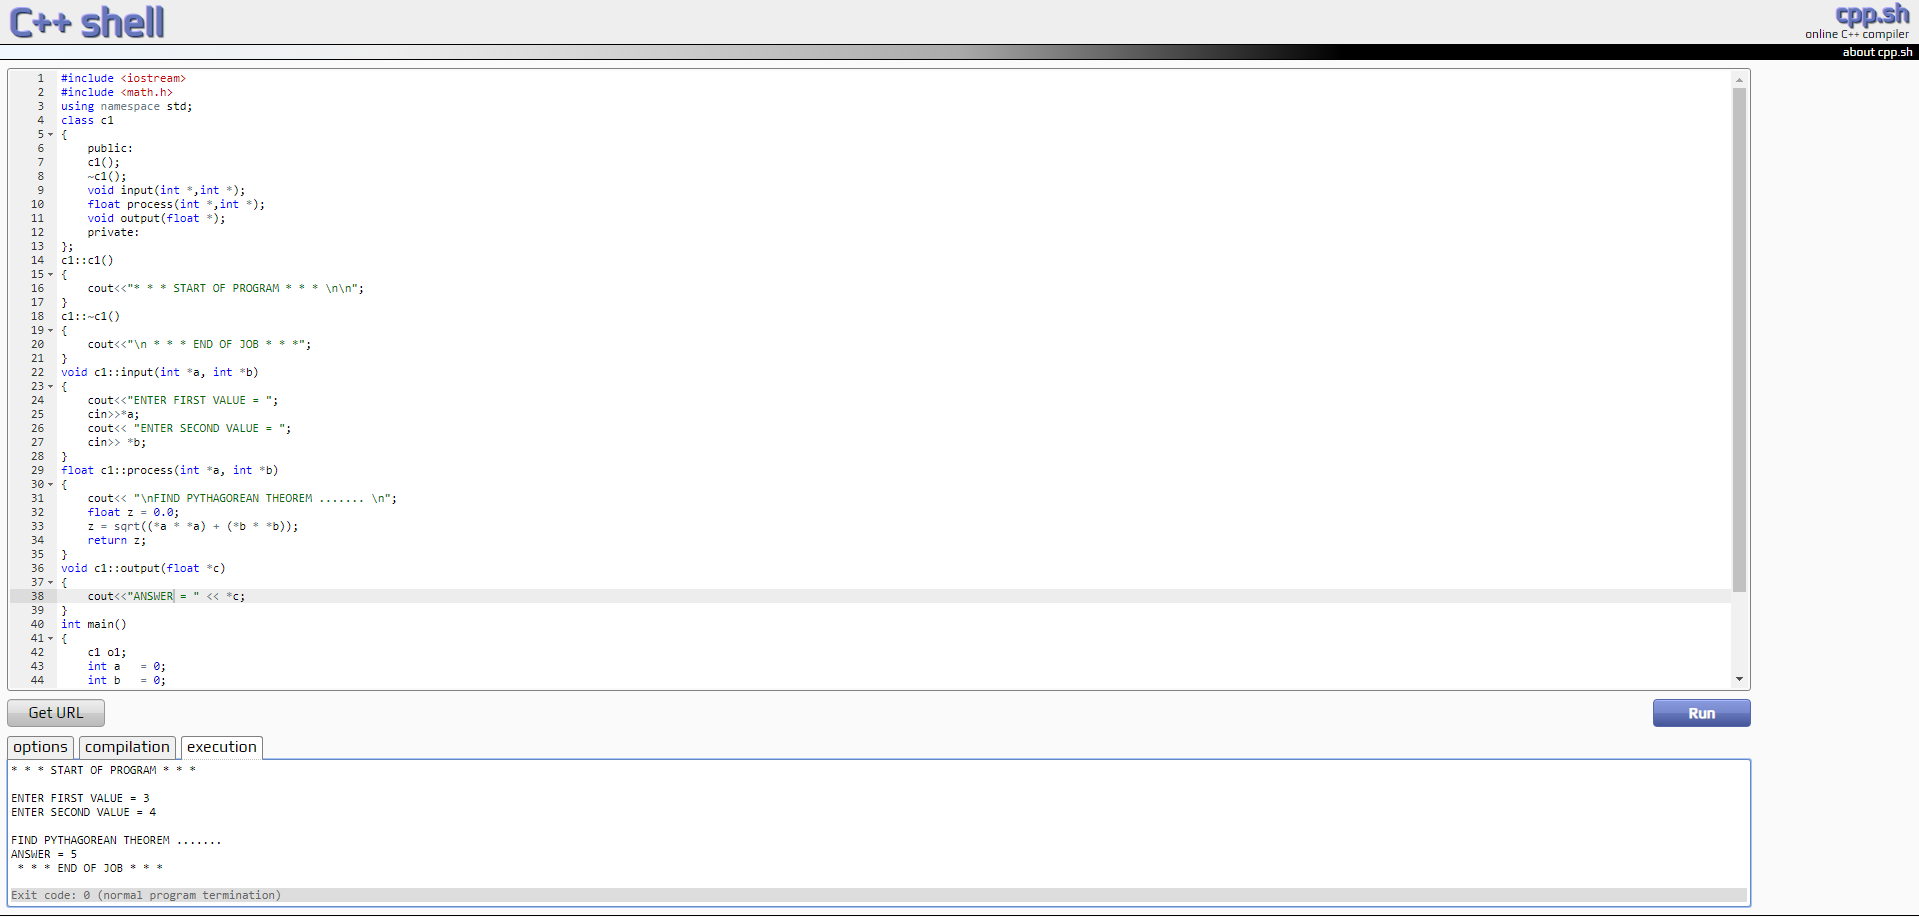 C++ shell
cpp.sh
online C++ compiler
about cpp.sh
1 #include <iostream>
2 #include <math.h>
3 using namespace std;
4 class c1
5 {
6     public:
7     c1();
8     ~c1();
9     void input(int *,int *);
10     float process(int *,int *);
11     void output(float *);
12     private:
13 };
14 c1::c1()
15 {
16     cout<<"* * * START OF PROGRAM * * * \n\n";
17 }
18 c1::~c1()
19 {
20     cout<<"\n * * * END OF JOB * * *";
21 }
22 void c1::input(int *a, int *b)
23 {
24     cout<<"ENTER FIRST VALUE = ";
25     cin>>*a;
26     cout<< "ENTER SECOND VALUE = ";
27     cin>> *b;
28 }
29 float c1::process(int *a, int *b)
30 {
31     cout<< "\nFIND PYTHAGOREAN THEOREM ....... \n";
32     float z = 0.0;
33     z = sqrt((*a * *a) + (*b * *b));
34     return z;
35 }
36 void c1::output(float *c)
37 {
38     cout<<"ANSWER = " << *c;
39 }
40 int main()
41 {
42     c1 o1;
43     int a   = 0;
44     int b   = 0;
Get URL
Run
options compilation execution
* * * START OF PROGRAM * * *
ENTER FIRST VALUE = 3
ENTER SECOND VALUE = 4
FIND PYTHAGOREAN THEOREM .......
ANSWER = 5
* * * END OF JOB * * *
Exit code: 0 (normal program termination)